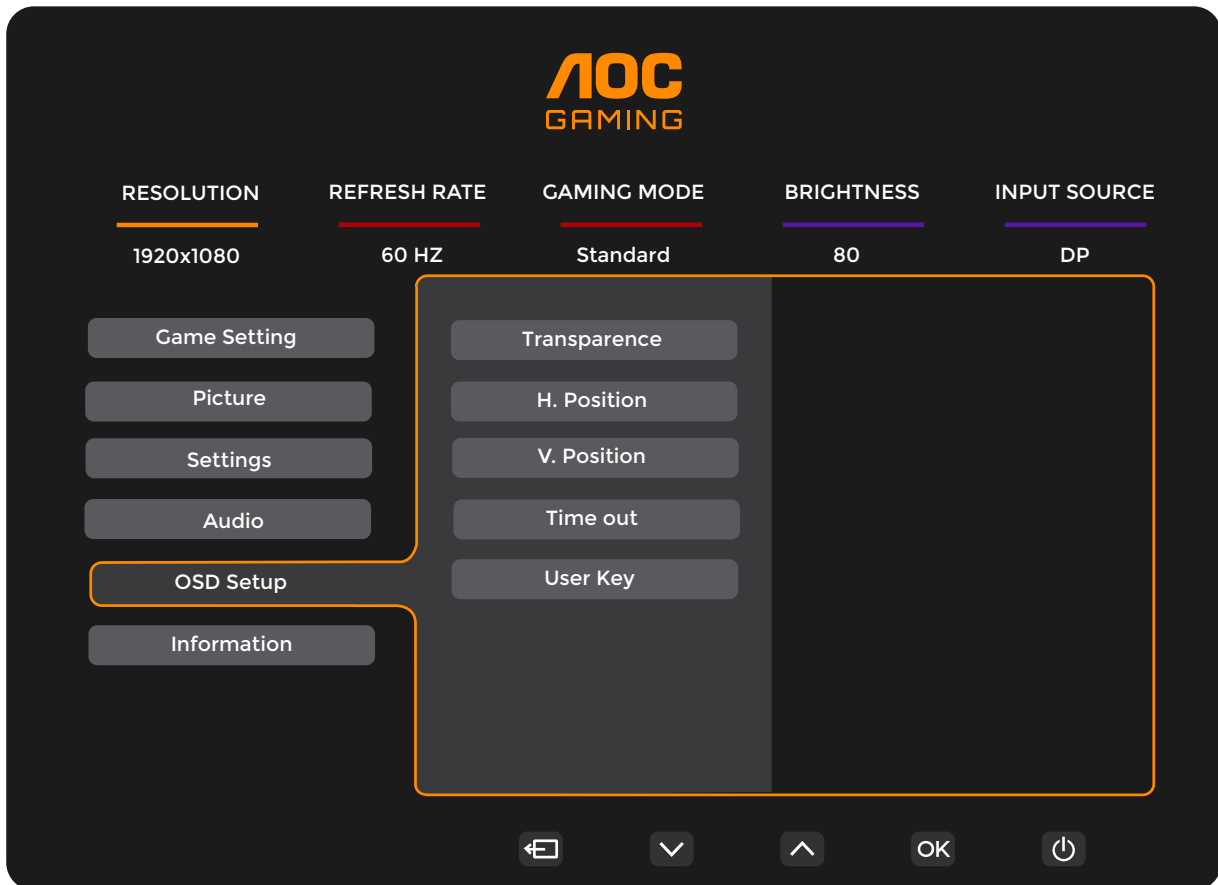 AOC
GAMING
RESOLUTION REFRESH RATE GAMING MODE BRIGHTNESS INPUT SOURCE
1920x1080 60 HZ Standard 80 DP
Game Setting Transparence
Picture H. Position
Settings V. Position
Audio Time out
OSD Setup User Key
Information
OK